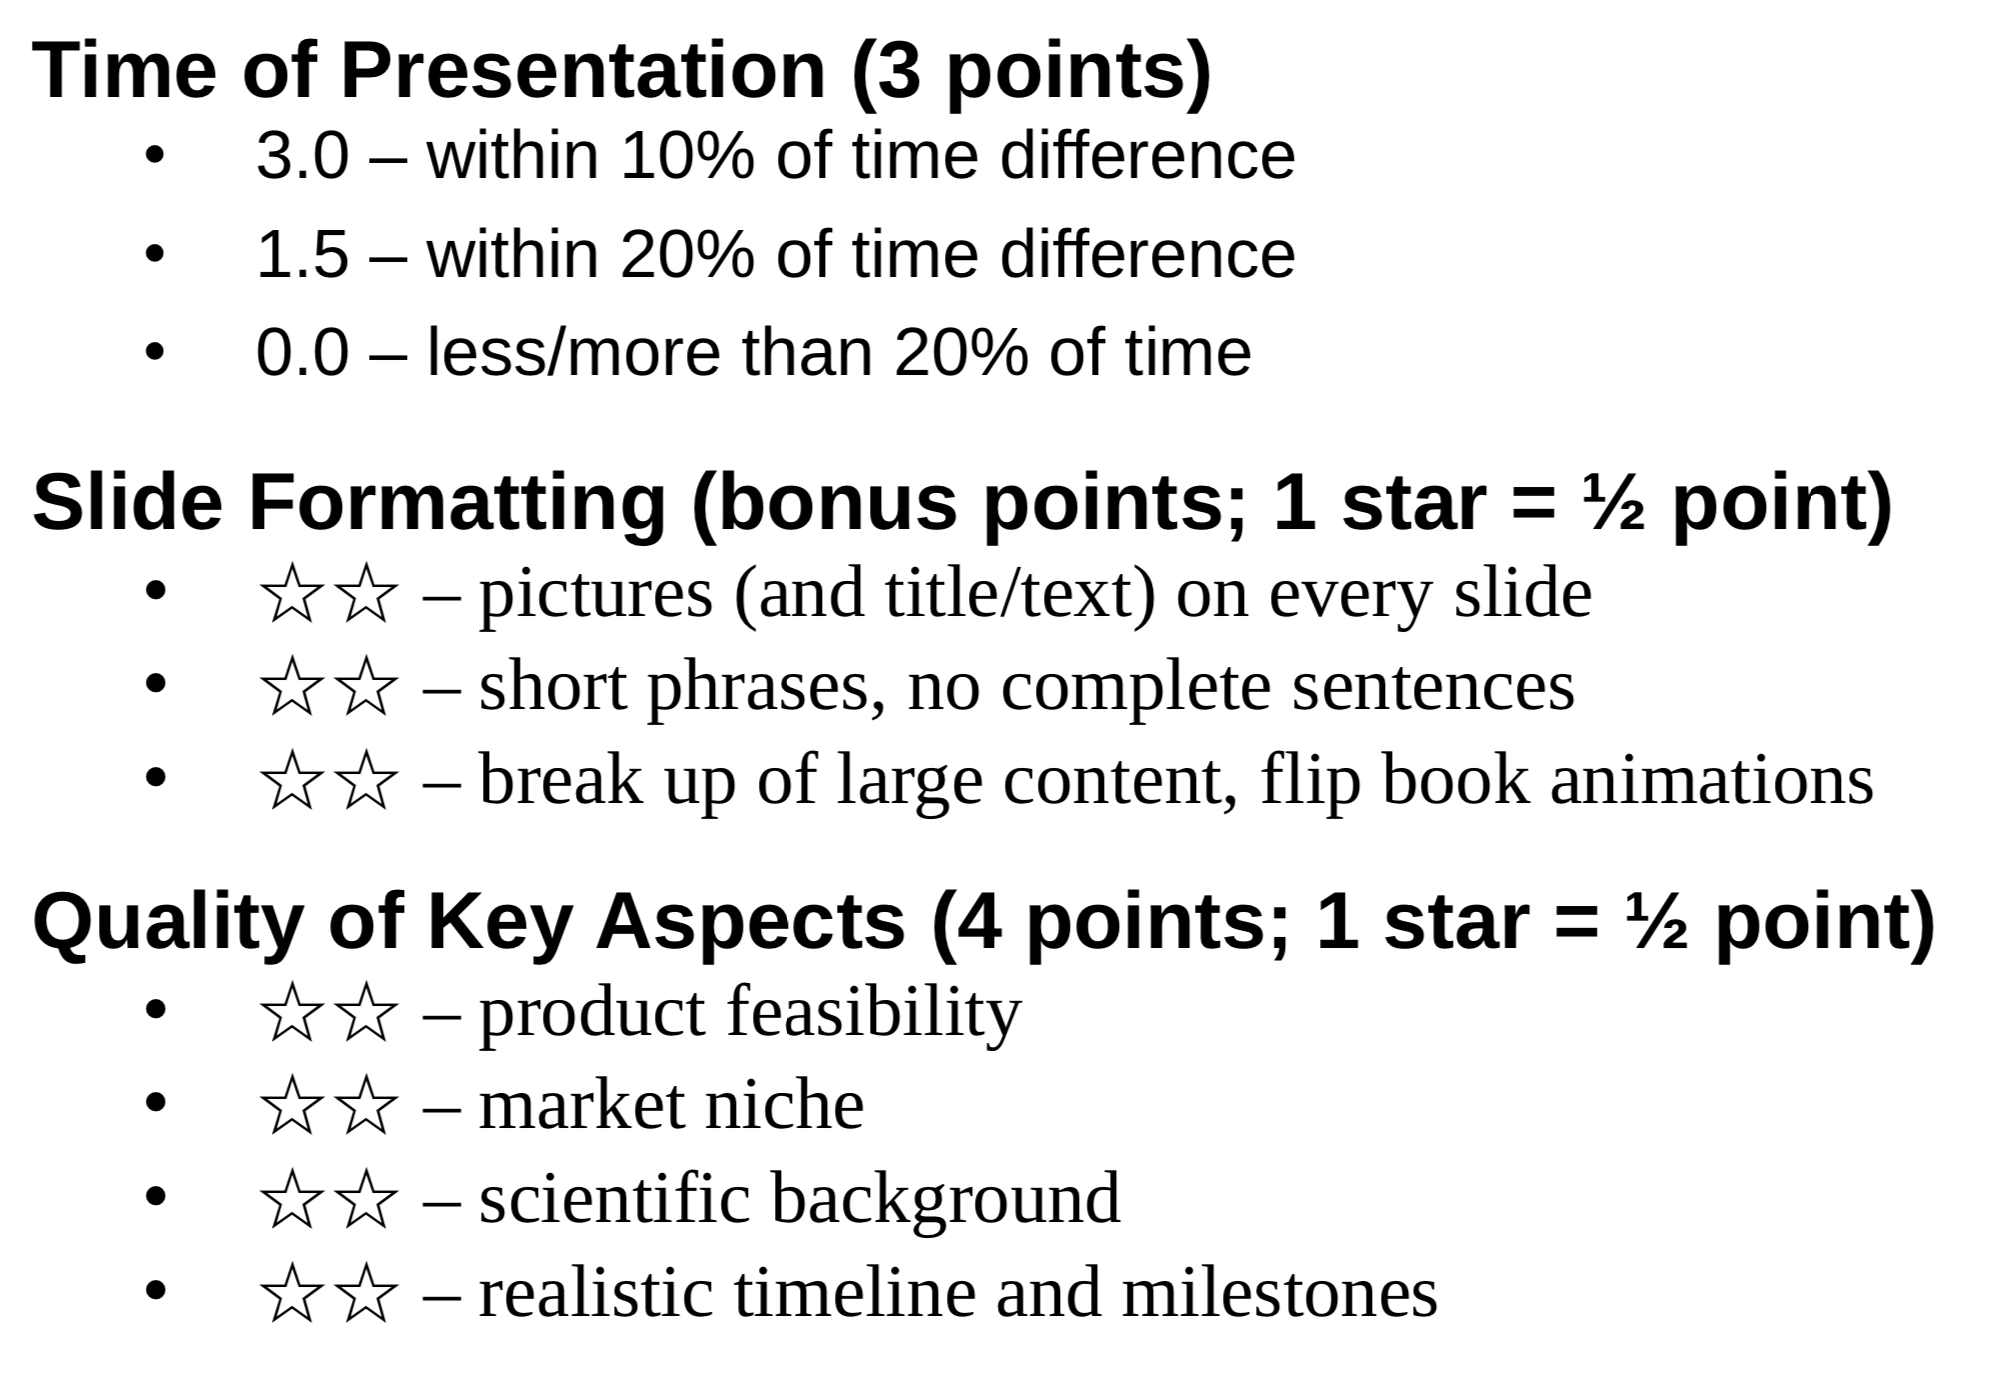 Time of Presentation (3 points)
• 3.0 – within 10% of time difference
• 1.5 – within 20% of time difference
• 0.0 – less/more than 20% of time
Slide Formatting (bonus points; 1 star = ½ point)
• ☆☆ – pictures (and title/text) on every slide
• ☆☆ – short phrases, no complete sentences
• ☆☆ – break up of large content, flip book animations
Quality of Key Aspects (4 points; 1 star = ½ point)
• ☆☆ – product feasibility
• ☆☆ – market niche
• ☆☆ – scientific background
• ☆☆ – realistic timeline and milestones